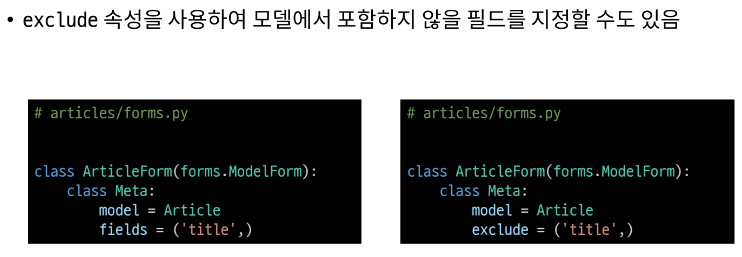 • exclude 속성을 사용하여 모델에서 포함하지 않을 필드를 지정할 수도 있음
# articles/forms.py
class ArticleForm(forms.ModelForm):
    class Meta:
        model = Article
        fields = ('title',)
# articles/forms.py
class ArticleForm(forms.ModelForm):
    class Meta:
        model = Article
        exclude = ('title',)